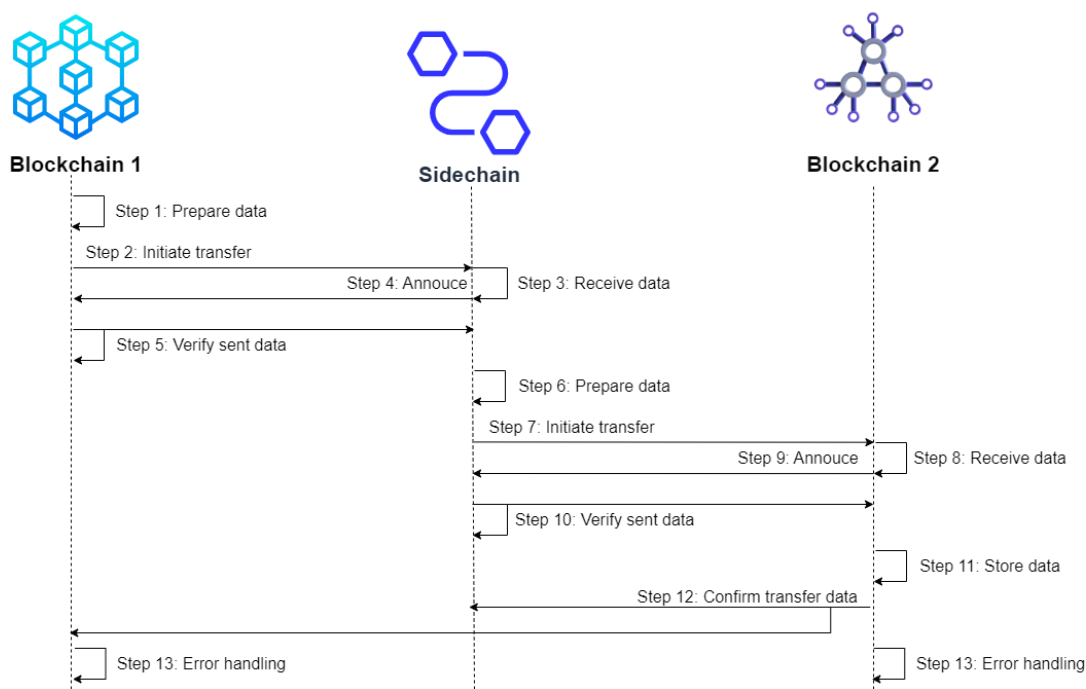 Blockchain 1
Sidechain
Blockchain 2
Step 1: Prepare data
Step 2: Initiate transfer
Step 4: Annouce
Step 3: Receive data
Step 5: Verify sent data
Step 6: Prepare data
Step 7: Initiate transfer
Step 9: Annouce
Step 8: Receive data
Step 10: Verify sent data
Step 11: Store data
Step 12: Confirm transfer data
Step 13: Error handling
Step 13: Error handling